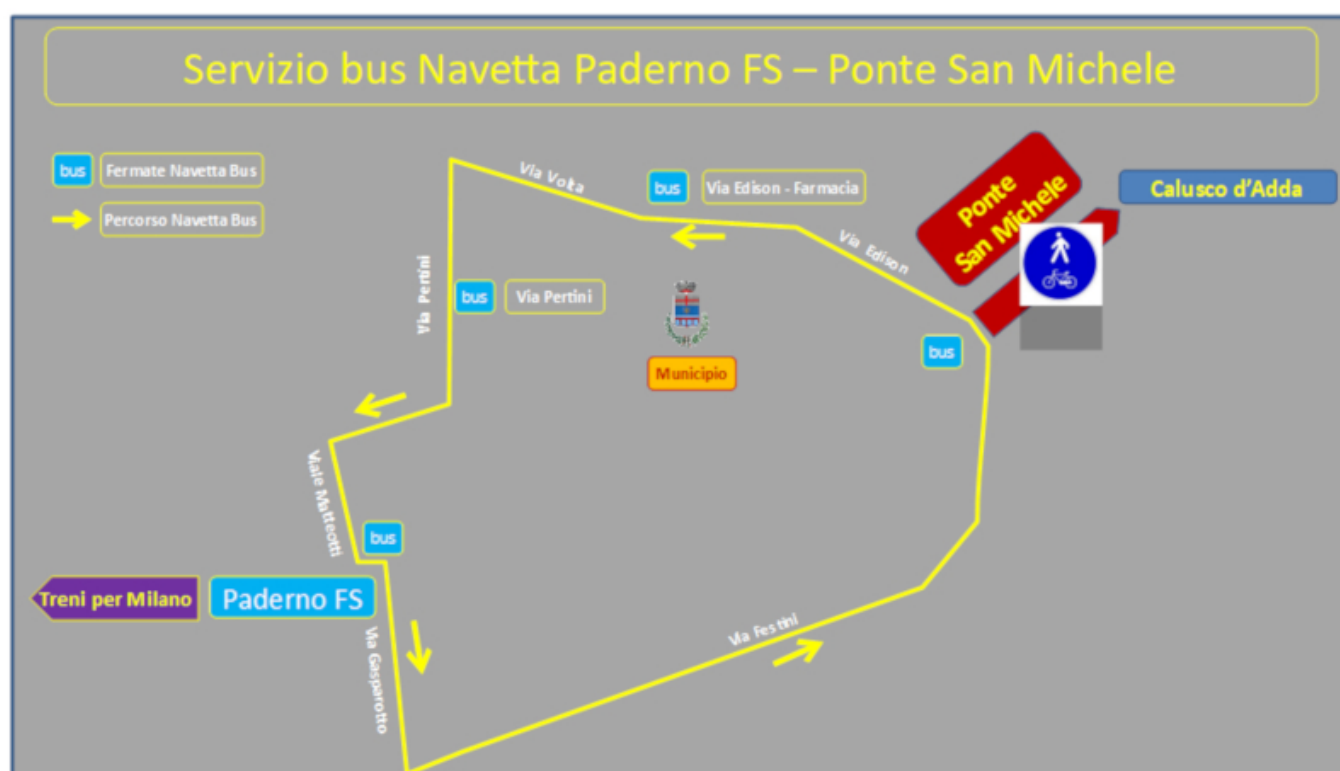 Servizio bus Navetta Paderno FS – Ponte San Michele
bus
Fermate Navetta Bus
Percorso Navetta Bus
Via Volta
bus
Via Edison - Farmacia
Via Edison
Ponte
San Michele
Calusco d'Adda
Via Pertini
bus
Via Pertini
Municipio
bus
Viale Matteotti
bus
Treni per Milano
Paderno FS
Via Gasparotto
Via Festini